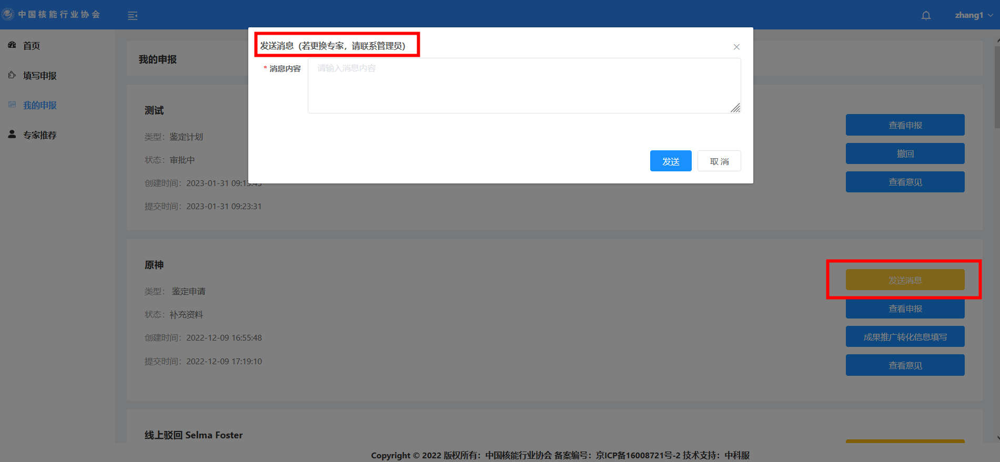 中国核能行业协会
zhang1
首页
填写申报
我的申报
专家推荐
我的申报
发送消息（若更换专家，请联系管理员）
* 消息内容
请输入消息内容
发送
取 消
测试
类型：鉴定计划
状态：审批中
创建时间：2023-01-31 09:13:45
提交时间：2023-01-31 09:23:31
查看申报
撤回
查看意见
原神
类型： 鉴定申请
状态：补充资料
创建时间：2022-12-09 16:55:48
提交时间：2022-12-09 17:19:10
发送消息
查看申报
成果推广转化信息填写
查看意见
线上驳回 Selma Foster
Copyright © 2022 版权所有：中国核能行业协会 备案编号：京ICP备16008721号-2 技术支持：中科服